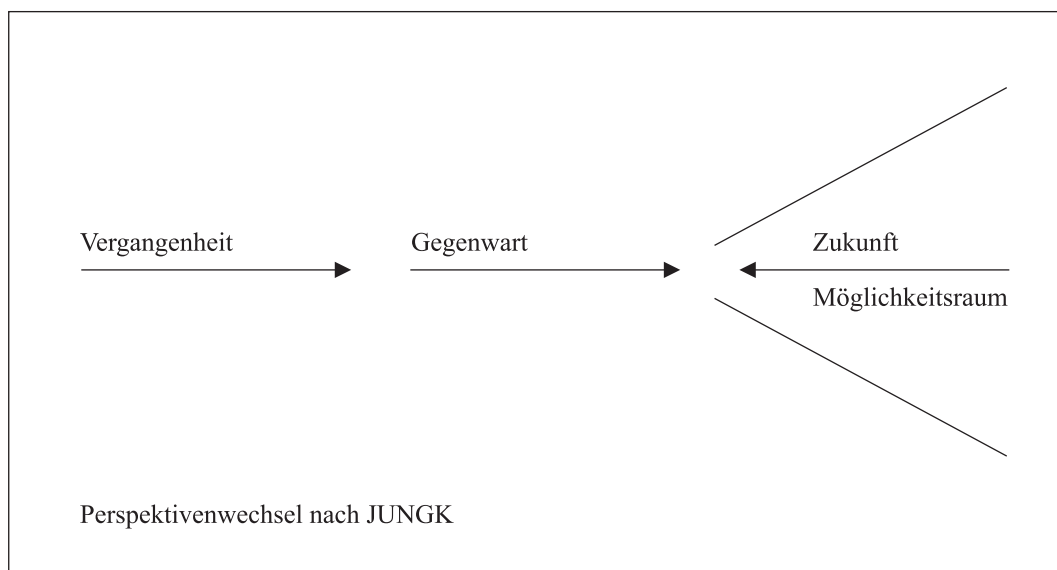 Vergangenheit
Gegenwart
Zukunft
Möglichkeitsraum
Perspektivenwechsel nach JUNGK